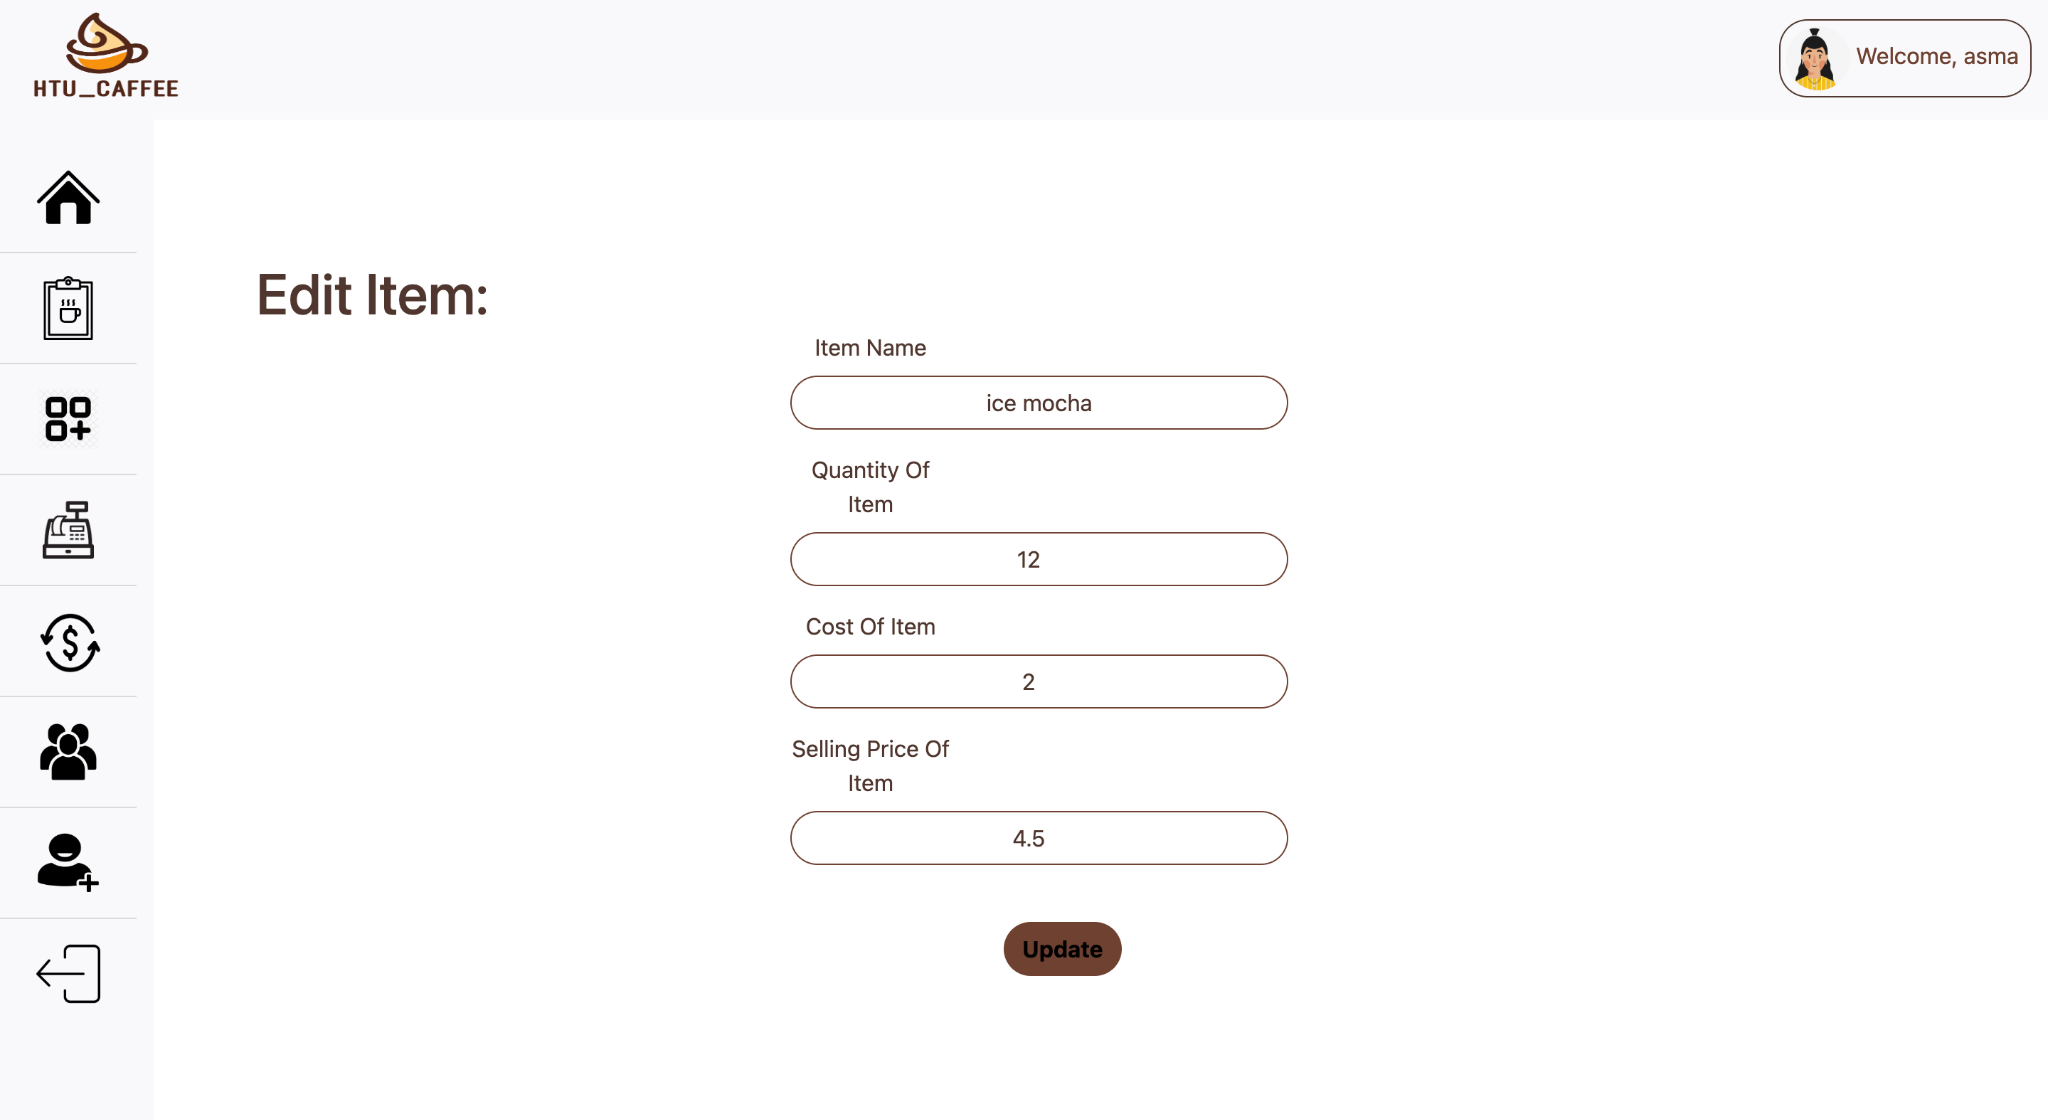 HTU_CAFFEE
Welcome, asma
Edit Item:
Item Name
ice mocha
Quantity Of
Item
12
Cost Of Item
2
Selling Price Of
Item
4.5
Update